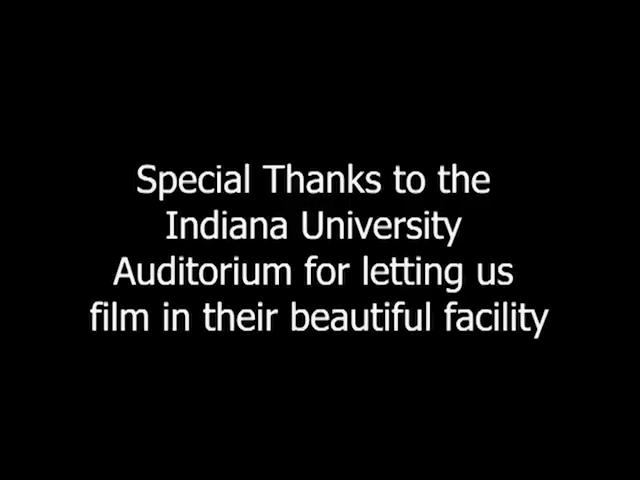 Special Thanks to the
Indiana University
Auditorium for letting us
film in their beautiful facility